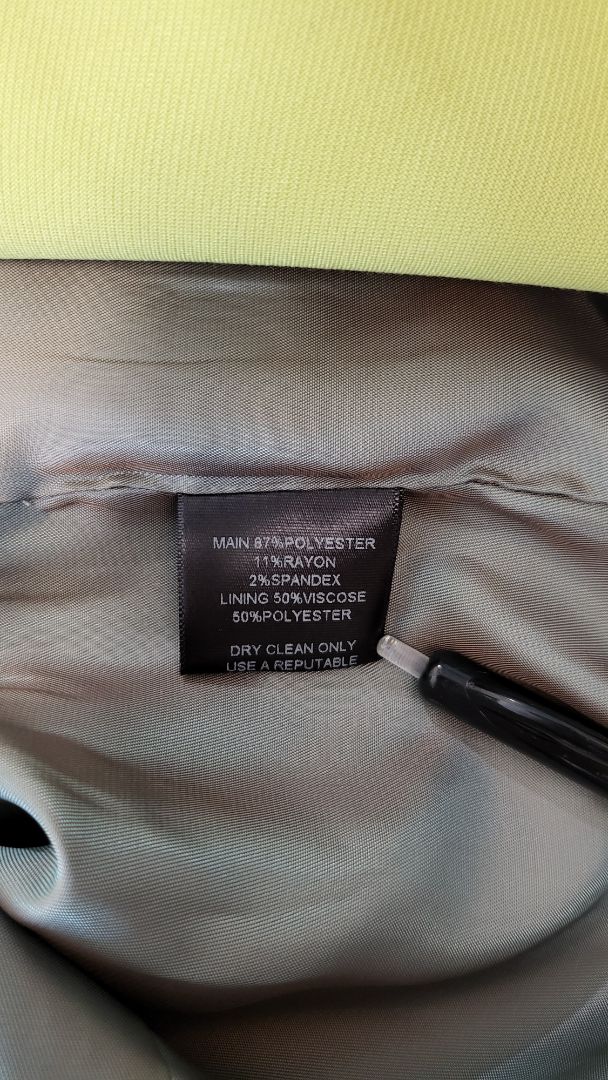 MAIN 87%POLYESTER
11%RAYON
2%SPANDEX
LINING 50%VISCOSE
50%POLYESTER
DRY CLEAN ONLY
USE A REPUTABLE